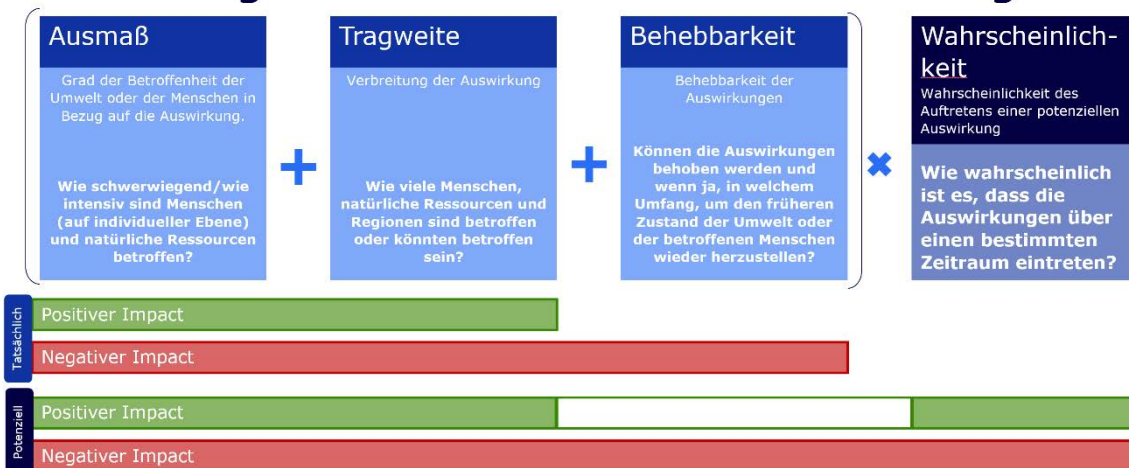 Ausmaß
Grad der Betroffenheit der
Umwelt oder der Menschen in
Bezug auf die Auswirkung.
Wie schwerwiegend/wie
intensiv sind Menschen
(auf individueller Ebene)
und natürliche Ressourcen
betroffen?
+
Tragweite
Verbreitung der Auswirkung
Wie viele Menschen,
natürliche Ressourcen und
Regionen sind betroffen
oder könnten betroffen
sein?
+
Behebbarkeit
Behebbarkeit der
Auswirkungen
Können die Auswirkungen
behoben werden und
wenn ja, in welchem
Umfang, um den früheren
Zustand der Umwelt oder
der betroffenen Menschen
wieder herzustellen?
×
Wahrscheinlich-
keit
Wahrscheinlichkeit des
Auftretens einer potenziellen
Auswirkung
Wie wahrscheinlich
ist es, dass die
Auswirkungen über
einen bestimmten
Zeitraum eintreten?
Tatsächlich
Positiver Impact
Negativer Impact
Potenziell
Positiver Impact
Negativer Impact